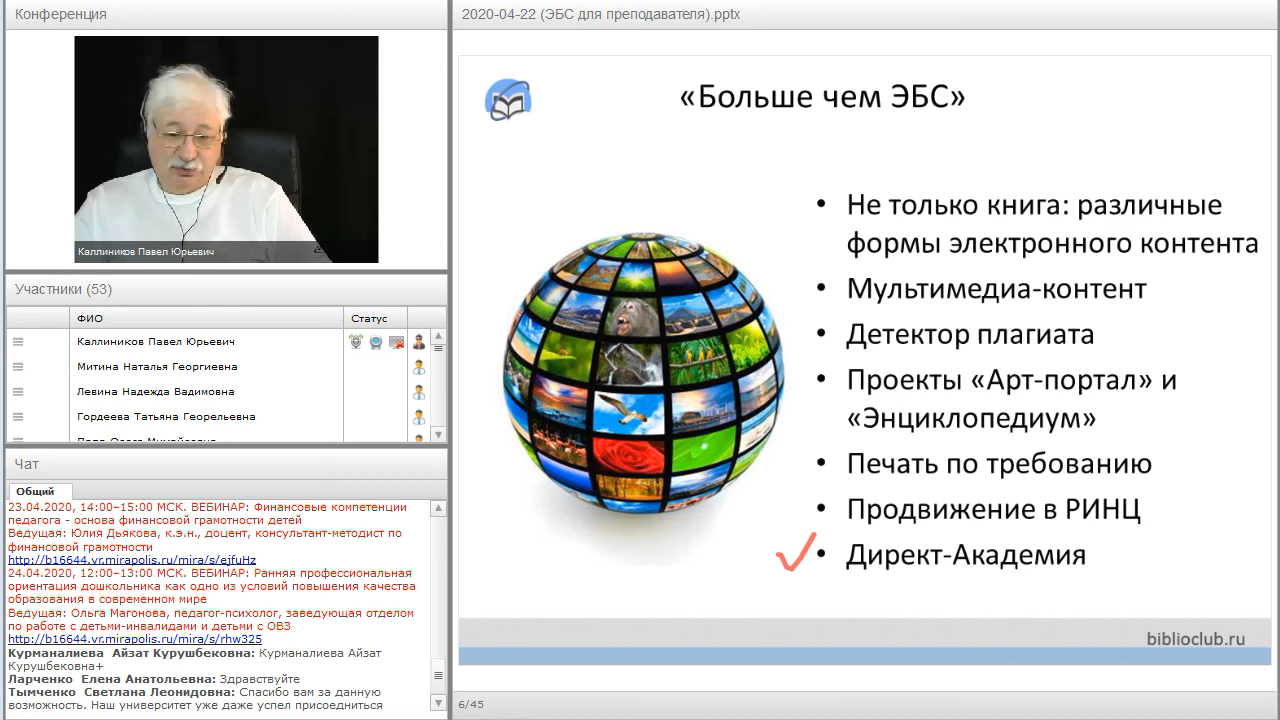 Конференция
Каллиников Павел Юрьевич
Участники (53)
ФИО
Статус
Каллиников Павел Юрьевич
Митина Наталья Георгиевна
Левина Надежда Вадимовна
Гордеева Татьяна Георельевна
Чат
Общий
23.04.2020, 14:00–15:00 МСК. ВЕБИНАР: Финансовые компетенции
педагога - основа финансовой грамотности детей
Ведущая: Юлия Дьякова, к.э.н., доцент, консультант-методист по
финансовой грамотности
http://b16644.vr.mirapolis.ru/mira/s/ejfuHz
24.04.2020, 12:00–13:00 МСК. ВЕБИНАР: Ранняя профессиональная
ориентация дошкольника как одно из условий повышения качества
образования в современном мире
Ведущая: Ольга Магонова, педагог-психолог, заведующая отделом
по работе с детьми-инвалидами и детьми с ОВЗ
http://b16644.vr.mirapolis.ru/mira/s/rhw325
Курманалиева Айзат Курушбековна: Курманалиева Айзат
Курушбековна+
Ларченко Елена Анатольевна: Здравствуйте
Тымченко Светлана Леонидовна: Спасибо вам за данную
возможность. Наш университет уже даже успел присоедниться
2020-04-22 (ЭБС для преподавателя).pptx
«Больше чем ЭБС»
• Не только книга: различные
формы электронного контента
• Мультимедиа-контент
• Детектор плагиата
• Проекты «Арт-портал» и
«Энциклопедиум»
• Печать по требованию
• Продвижение в РИНЦ
• Директ-Академия
biblioclub.ru
6/45